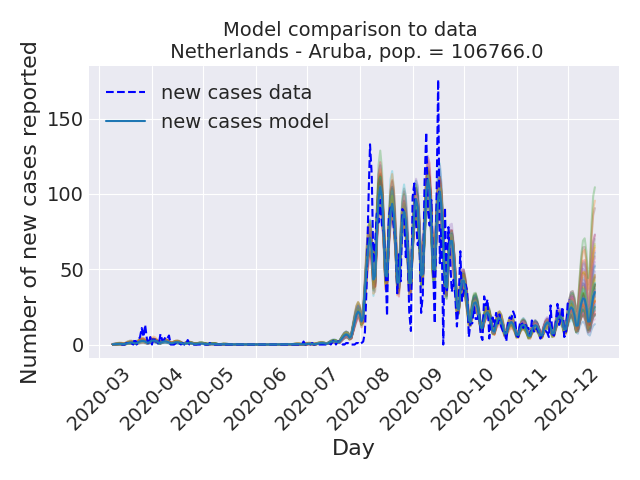 Model comparison to data
Netherlands - Aruba, pop. = 106766.0
Number of new cases reported
150
100
50
0
new cases data
new cases model
2020-03
2020-04
2020-05
2020-06
2020-07
2020-08
2020-09
2020-10
2020-11
2020-12
Day